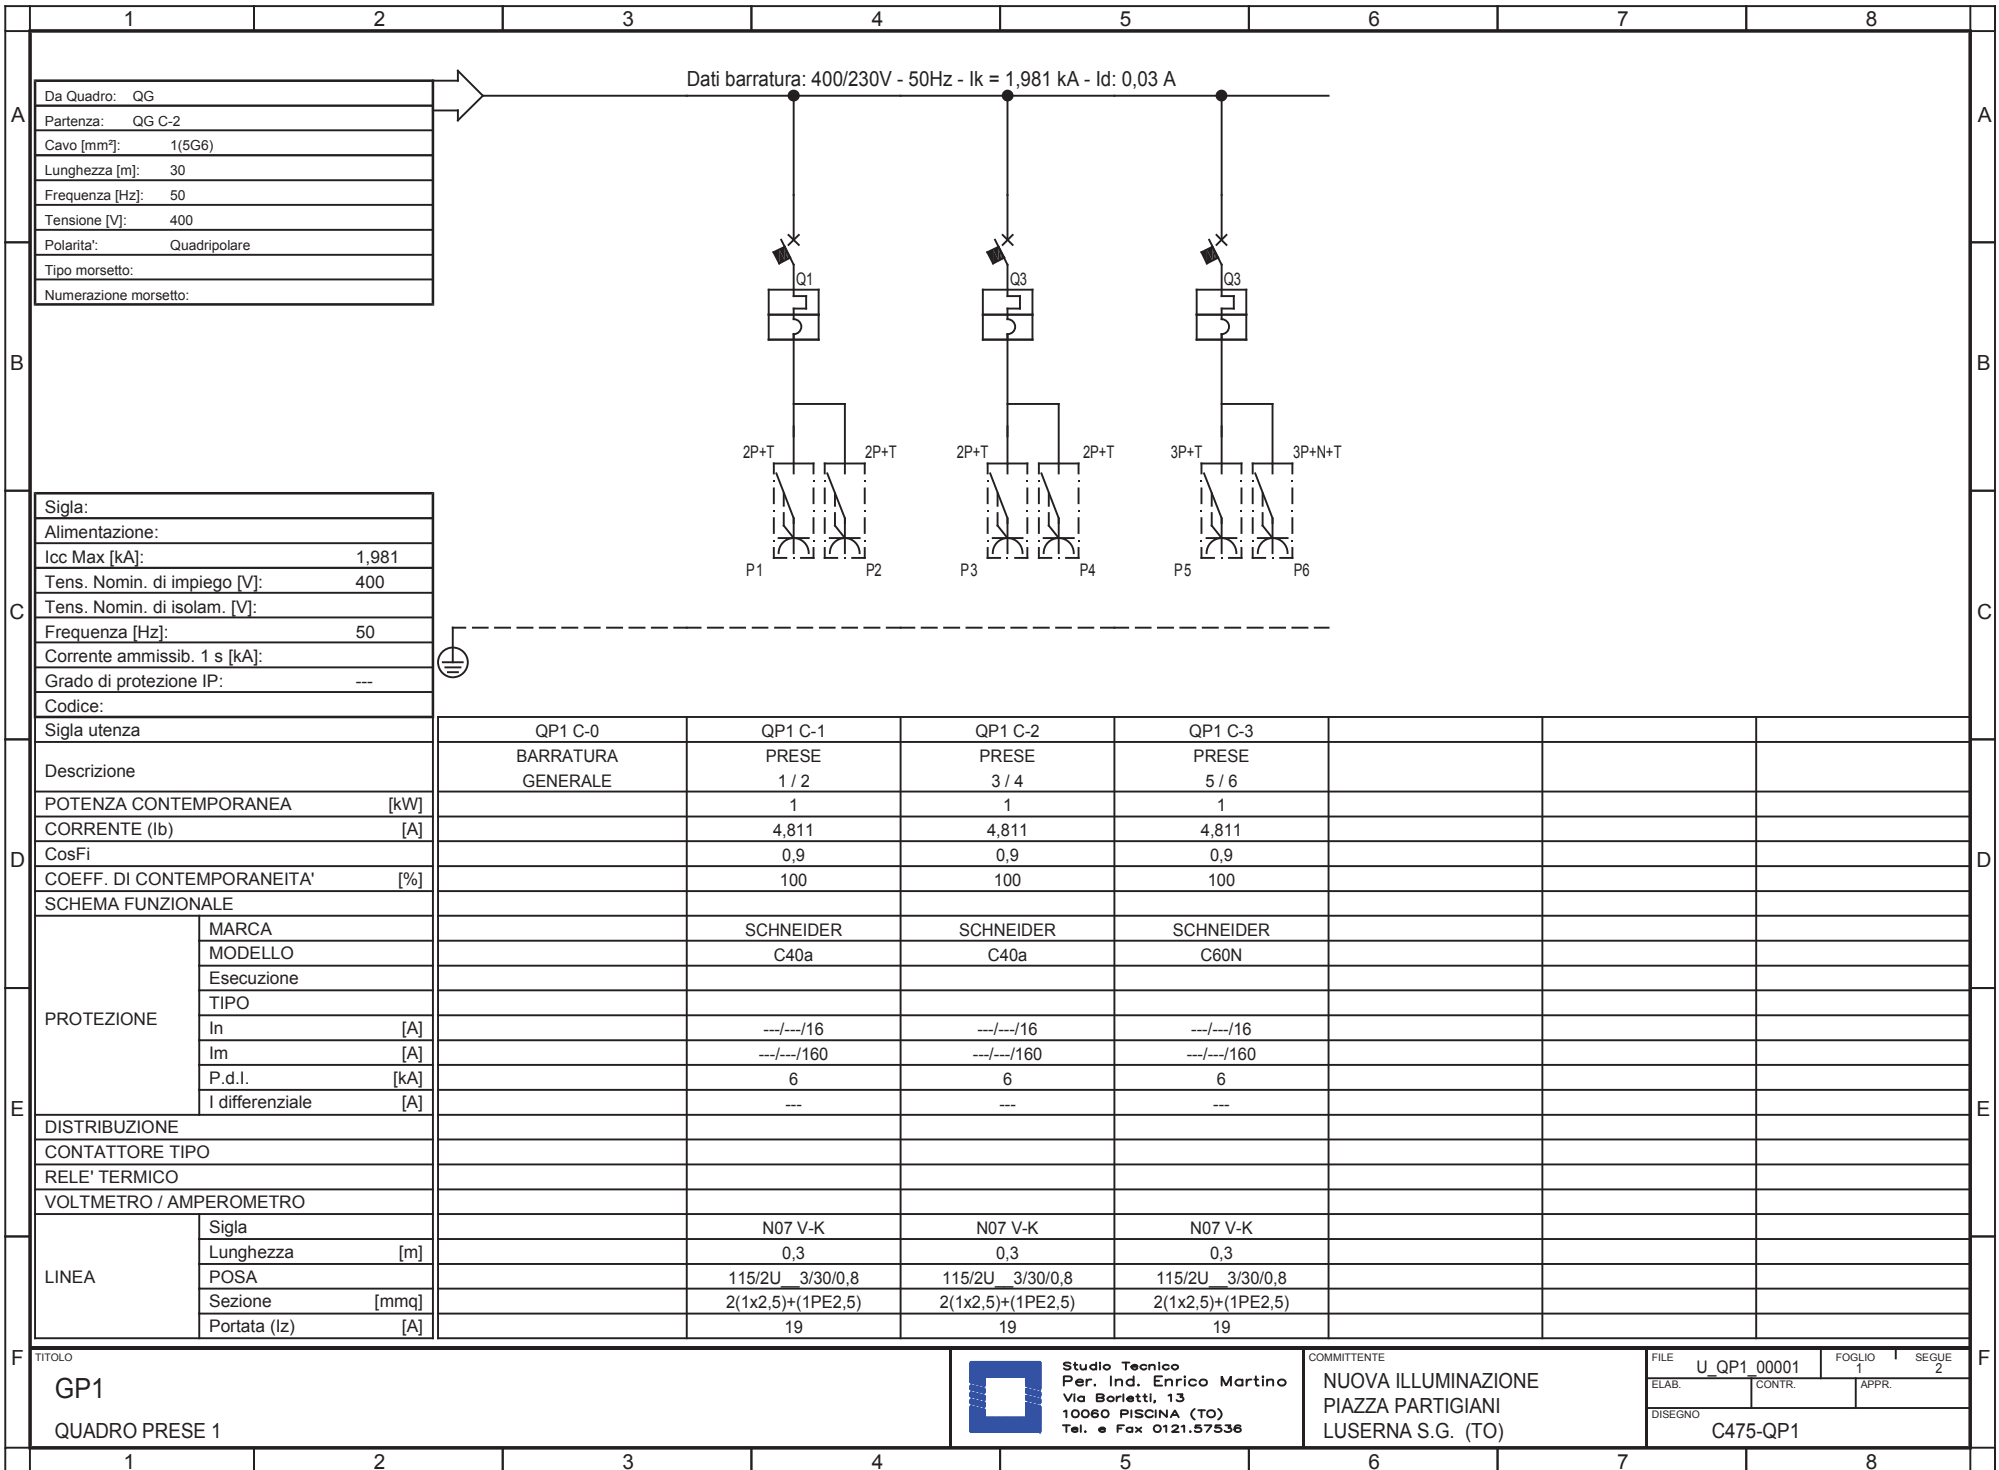 1 2 3 4 5 6 7 8
A A
B B
C C
D D
E E
F F
Dati barratura: 400/230V - 50Hz - Ik = 1,981 kA - Id: 0,03 A
Da Quadro: QG
Partenza: QG C-2
Cavo [mm²]: 1(5G6)
Lunghezza [m]: 30
Frequenza [Hz]: 50
Tensione [V]: 400
Polarita': Quadripolare
Tipo morsetto:
Numerazione morsetto:
Q1 Q3 Q3
2P+T 2P+T 2P+T 2P+T 3P+T 3P+N+T
P1 P2 P3 P4 P5 P6
Sigla:
Alimentazione:
Icc Max [kA]: 1,981
Tens. Nomin. di impiego [V]: 400
Tens. Nomin. di isolam. [V]:
Frequenza [Hz]: 50
Corrente ammissib. 1 s [kA]:
Grado di protezione IP: ---
Codice:
Sigla utenza QP1 C-0 QP1 C-1 QP1 C-2 QP1 C-3
Descrizione
BARRATURA PRESE PRESE PRESE
GENERALE 1 / 2 3 / 4 5 / 6
POTENZA CONTEMPORANEA [kW] 1 1 1
CORRENTE (Ib) [A] 4,811 4,811 4,811
CosFi 0,9 0,9 0,9
COEFF. DI CONTEMPORANEITA' [%] 100 100 100
SCHEMA FUNZIONALE
PROTEZIONE
MARCA SCHNEIDER SCHNEIDER SCHNEIDER
MODELLO C40a C40a C60N
Esecuzione
TIPO
In [A] ---/---/16 ---/---/16 ---/---/16
Im [A] ---/---/160 ---/---/160 ---/---/160
P.d.I. [kA] 6 6 6
I differenziale [A] --- --- ---
DISTRIBUZIONE
CONTATTORE TIPO
RELE' TERMICO
VOLTMETRO / AMPEROMETRO
LINEA
Sigla N07 V-K N07 V-K N07 V-K
Lunghezza [m] 0,3 0,3 0,3
POSA 115/2U__3/30/0,8 115/2U__3/30/0,8 115/2U__3/30/0,8
Sezione [mmq] 2(1x2,5)+(1PE2,5) 2(1x2,5)+(1PE2,5) 2(1x2,5)+(1PE2,5)
Portata (Iz) [A] 19 19 19
TITOLO
GP1
QUADRO PRESE 1
Studio Tecnico
Per. Ind. Enrico Martino
Via Borletti, 13
10060 PISCINA (TO)
Tel. e Fax 0121.57536
COMMITTENTE
NUOVA ILLUMINAZIONE
PIAZZA PARTIGIANI
LUSERNA S.G. (TO)
FILE U_QP1_00001
FOGLIO 1
SEGUE 2
ELAB. CONTR. APPR.
DISEGNO
C475-QP1
1 2 3 4 5 6 7 8